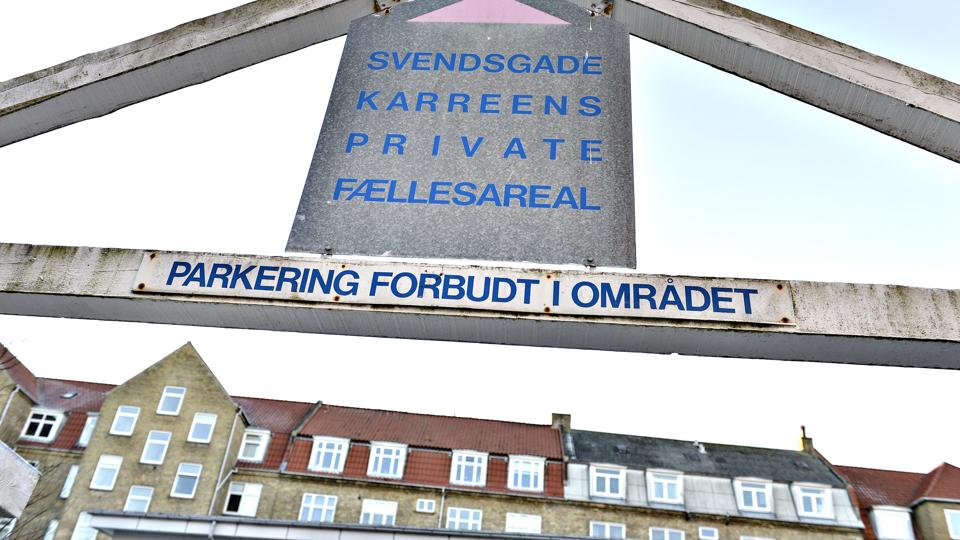 SVENDSGADE
KARREENS
PRIVATE
FÆLLESAREAL
PARKERING FORBUDT I OMRÅDET